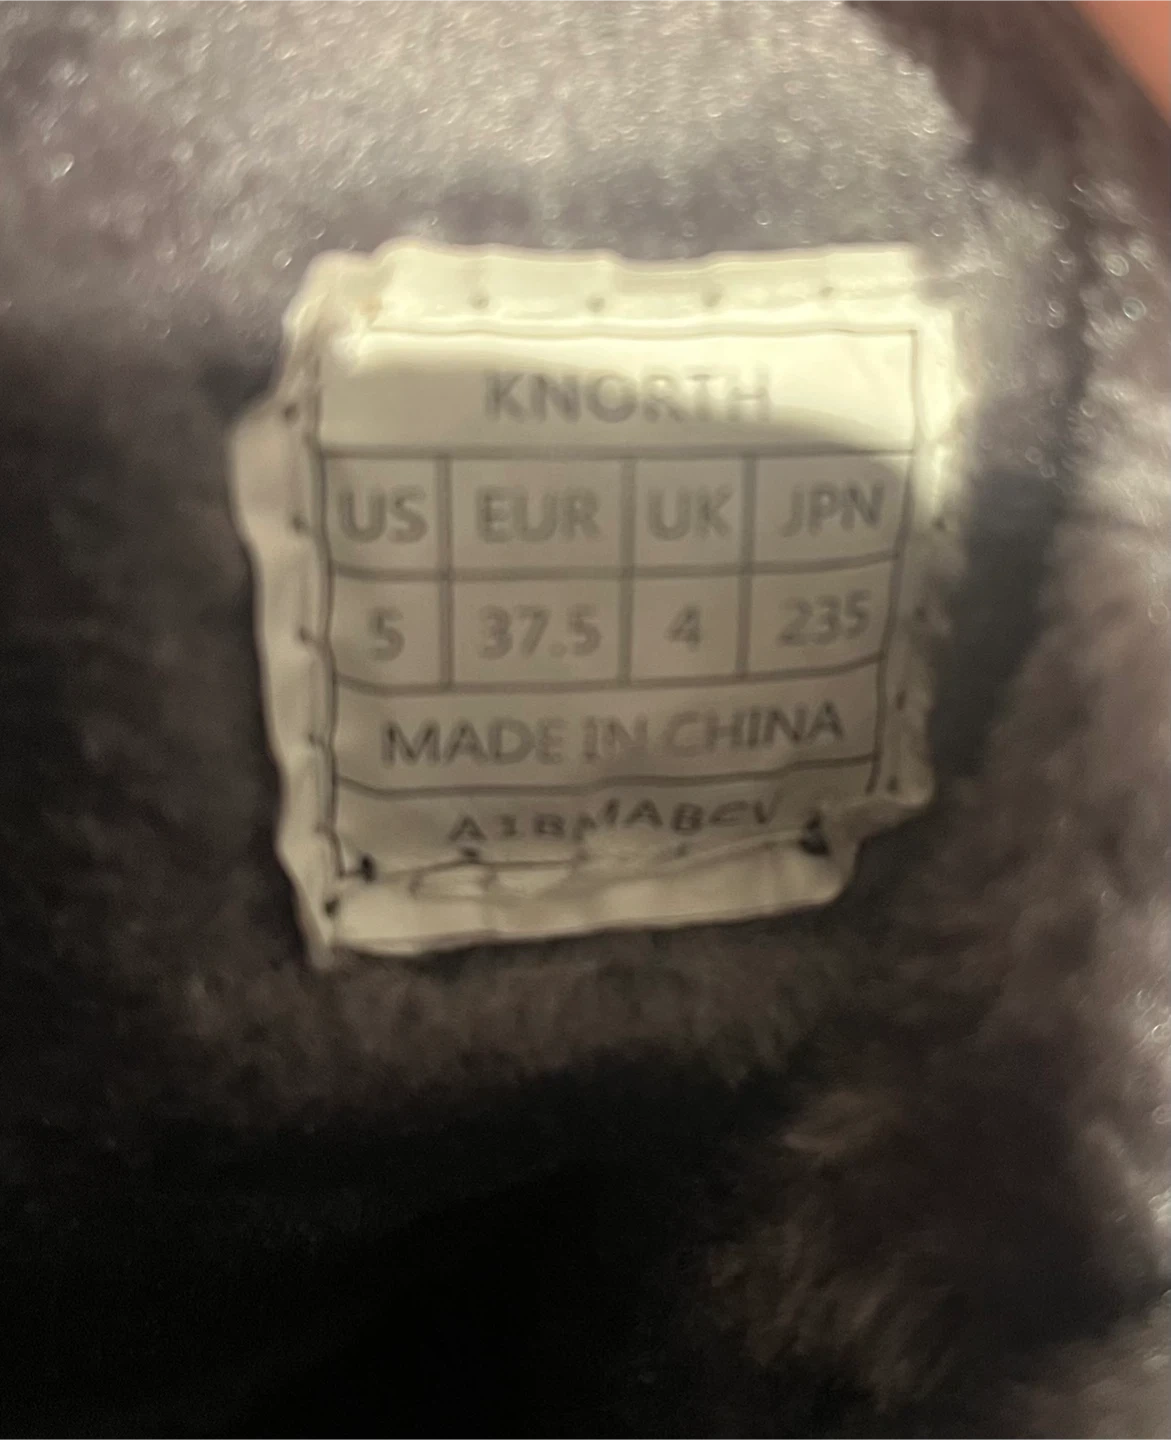 KNORTH
US EUR UK JPN
5 37.5 4 235
MADE IN CHINA